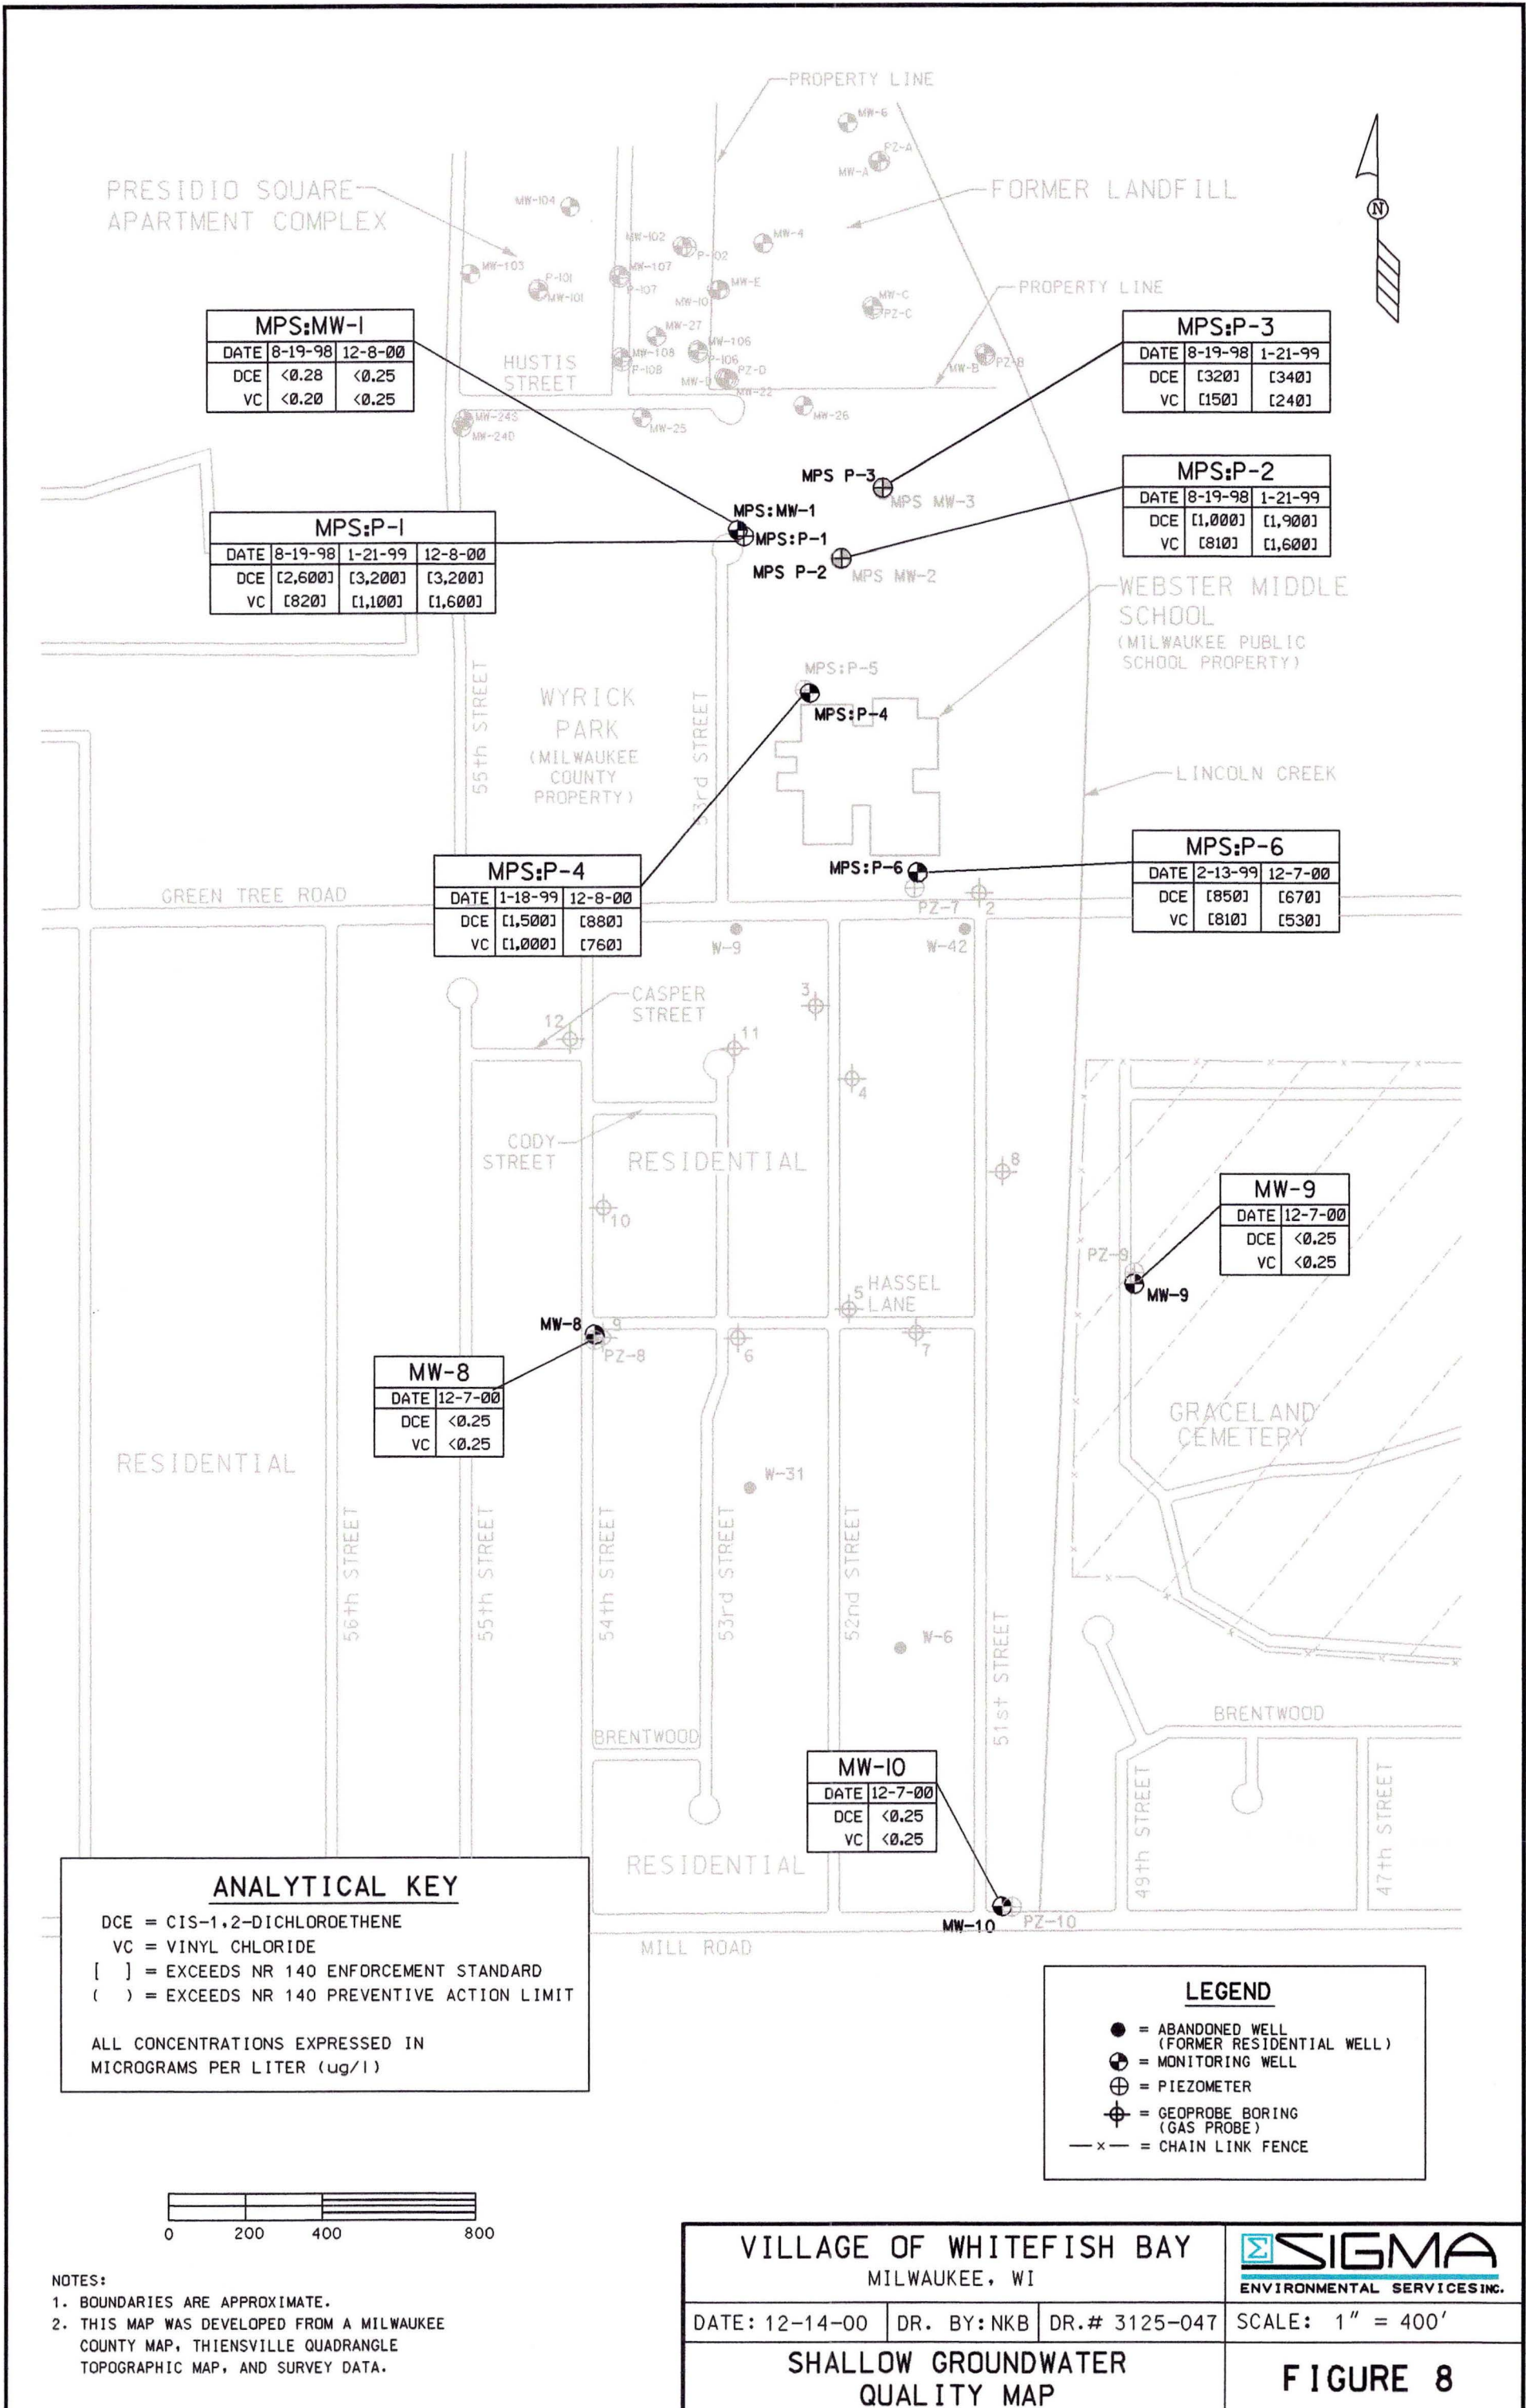 PROPERTY LINE
MW-6
PZ-A
MW-A
PRESIDIO SQUARE
APARTMENT COMPLEX
FORMER LANDFILL
N
MW-104
MW-102
P-102
MW-4
MW-103
P-101
MW-101
MW-107
P-107
MW-E
MW-10
MW-C
PZ-C
PROPERTY LINE
MW-27
MW-106
P-106
MW-108
P-108
PZ-D
MW-22
MW-B
PZ-B
HUSTIS
STREET
MW-24S
MW-24D
MW-25
MW-26
MPS:MW-1
DATE 8-19-98 12-8-00
DCE <0.28 <0.25
VC <0.20 <0.25
MPS:P-3
DATE 8-19-98 1-21-99
DCE [320] [340]
VC [150] [240]
MPS:P-2
DATE 8-19-98 1-21-99
DCE [1,000] [1,900]
VC [810] [1,600]
MPS P-3
MPS MW-3
MPS:MW-1
MPS:P-1
MPS P-2
MPS MW-2
MPS:P-1
DATE 8-19-98 1-21-99 12-8-00
DCE [2,600] [3,200] [3,200]
VC [820] [1,100] [1,600]
WEBSTER MIDDLE
SCHOOL
(MILWAUKEE PUBLIC
SCHOOL PROPERTY)
55th STREET
WYRICK
PARK
(MILWAUKEE
COUNTY
PROPERTY)
53rd STREET
MPS:P-5
MPS:P-4
LINCOLN CREEK
MPS:P-4
DATE 1-18-99 12-8-00
DCE [1,500] [880]
VC [1,000] [760]
MPS:P-6
MPS:P-6
DATE 2-13-99 12-7-00
DCE [850] [670]
VC [810] [530]
GREEN TREE ROAD
PZ-7
2
W-9
W-42
CASPER
STREET
3
12
11
4
CODY
STREET
RESIDENTIAL
8
10
MW-9
DATE 12-7-00
DCE <0.25
VC <0.25
PZ-9
MW-9
5
HASSEL
LANE
MW-8
9
PZ-8
6
7
MW-8
DATE 12-7-00
DCE <0.25
VC <0.25
GRACELAND
CEMETERY
RESIDENTIAL
W-31
56th STREET
55th STREET
54th STREET
53rd STREET
52nd STREET
51st STREET
W-6
BRENTWOOD
BRENTWOOD
MW-10
DATE 12-7-00
DCE <0.25
VC <0.25
49th STREET
47th STREET
RESIDENTIAL
MW-10
PZ-10
MILL ROAD
ANALYTICAL KEY
DCE = CIS-1,2-DICHLOROETHENE
VC = VINYL CHLORIDE
[ ] = EXCEEDS NR 140 ENFORCEMENT STANDARD
( ) = EXCEEDS NR 140 PREVENTIVE ACTION LIMIT
ALL CONCENTRATIONS EXPRESSED IN
MICROGRAMS PER LITER (ug/l)
LEGEND
= ABANDONED WELL
(FORMER RESIDENTIAL WELL)
= MONITORING WELL
= PIEZOMETER
= GEOPROBE BORING
(GAS PROBE)
—x— = CHAIN LINK FENCE
0 200 400 800
NOTES:
1. BOUNDARIES ARE APPROXIMATE.
2. THIS MAP WAS DEVELOPED FROM A MILWAUKEE
COUNTY MAP, THIENSVILLE QUADRANGLE
TOPOGRAPHIC MAP, AND SURVEY DATA.
VILLAGE OF WHITEFISH BAY
MILWAUKEE, WI
Σ SIGMA
ENVIRONMENTAL SERVICES INC.
DATE: 12-14-00 DR. BY: NKB DR.# 3125-047 SCALE: 1" = 400'
SHALLOW GROUNDWATER
QUALITY MAP
FIGURE 8